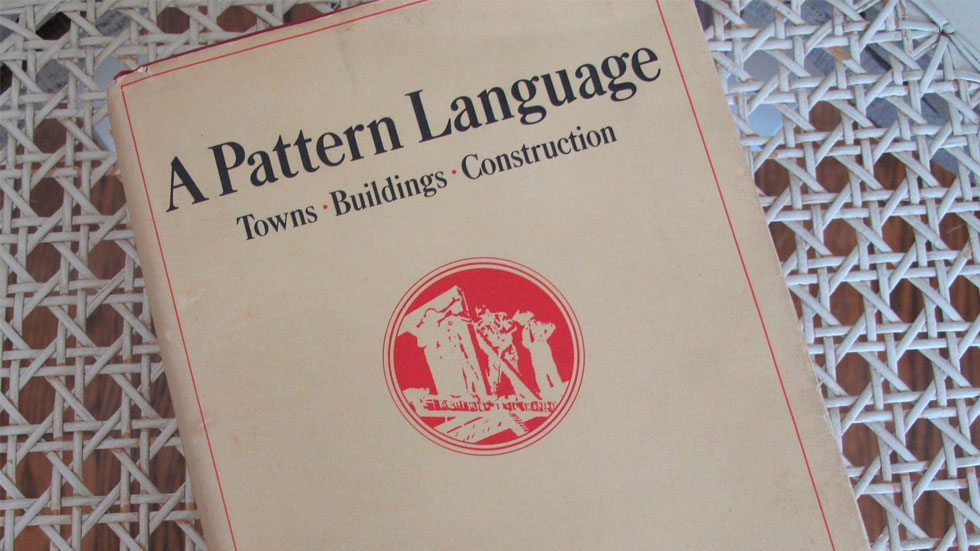 A Pattern Language
Towns · Buildings · Construction